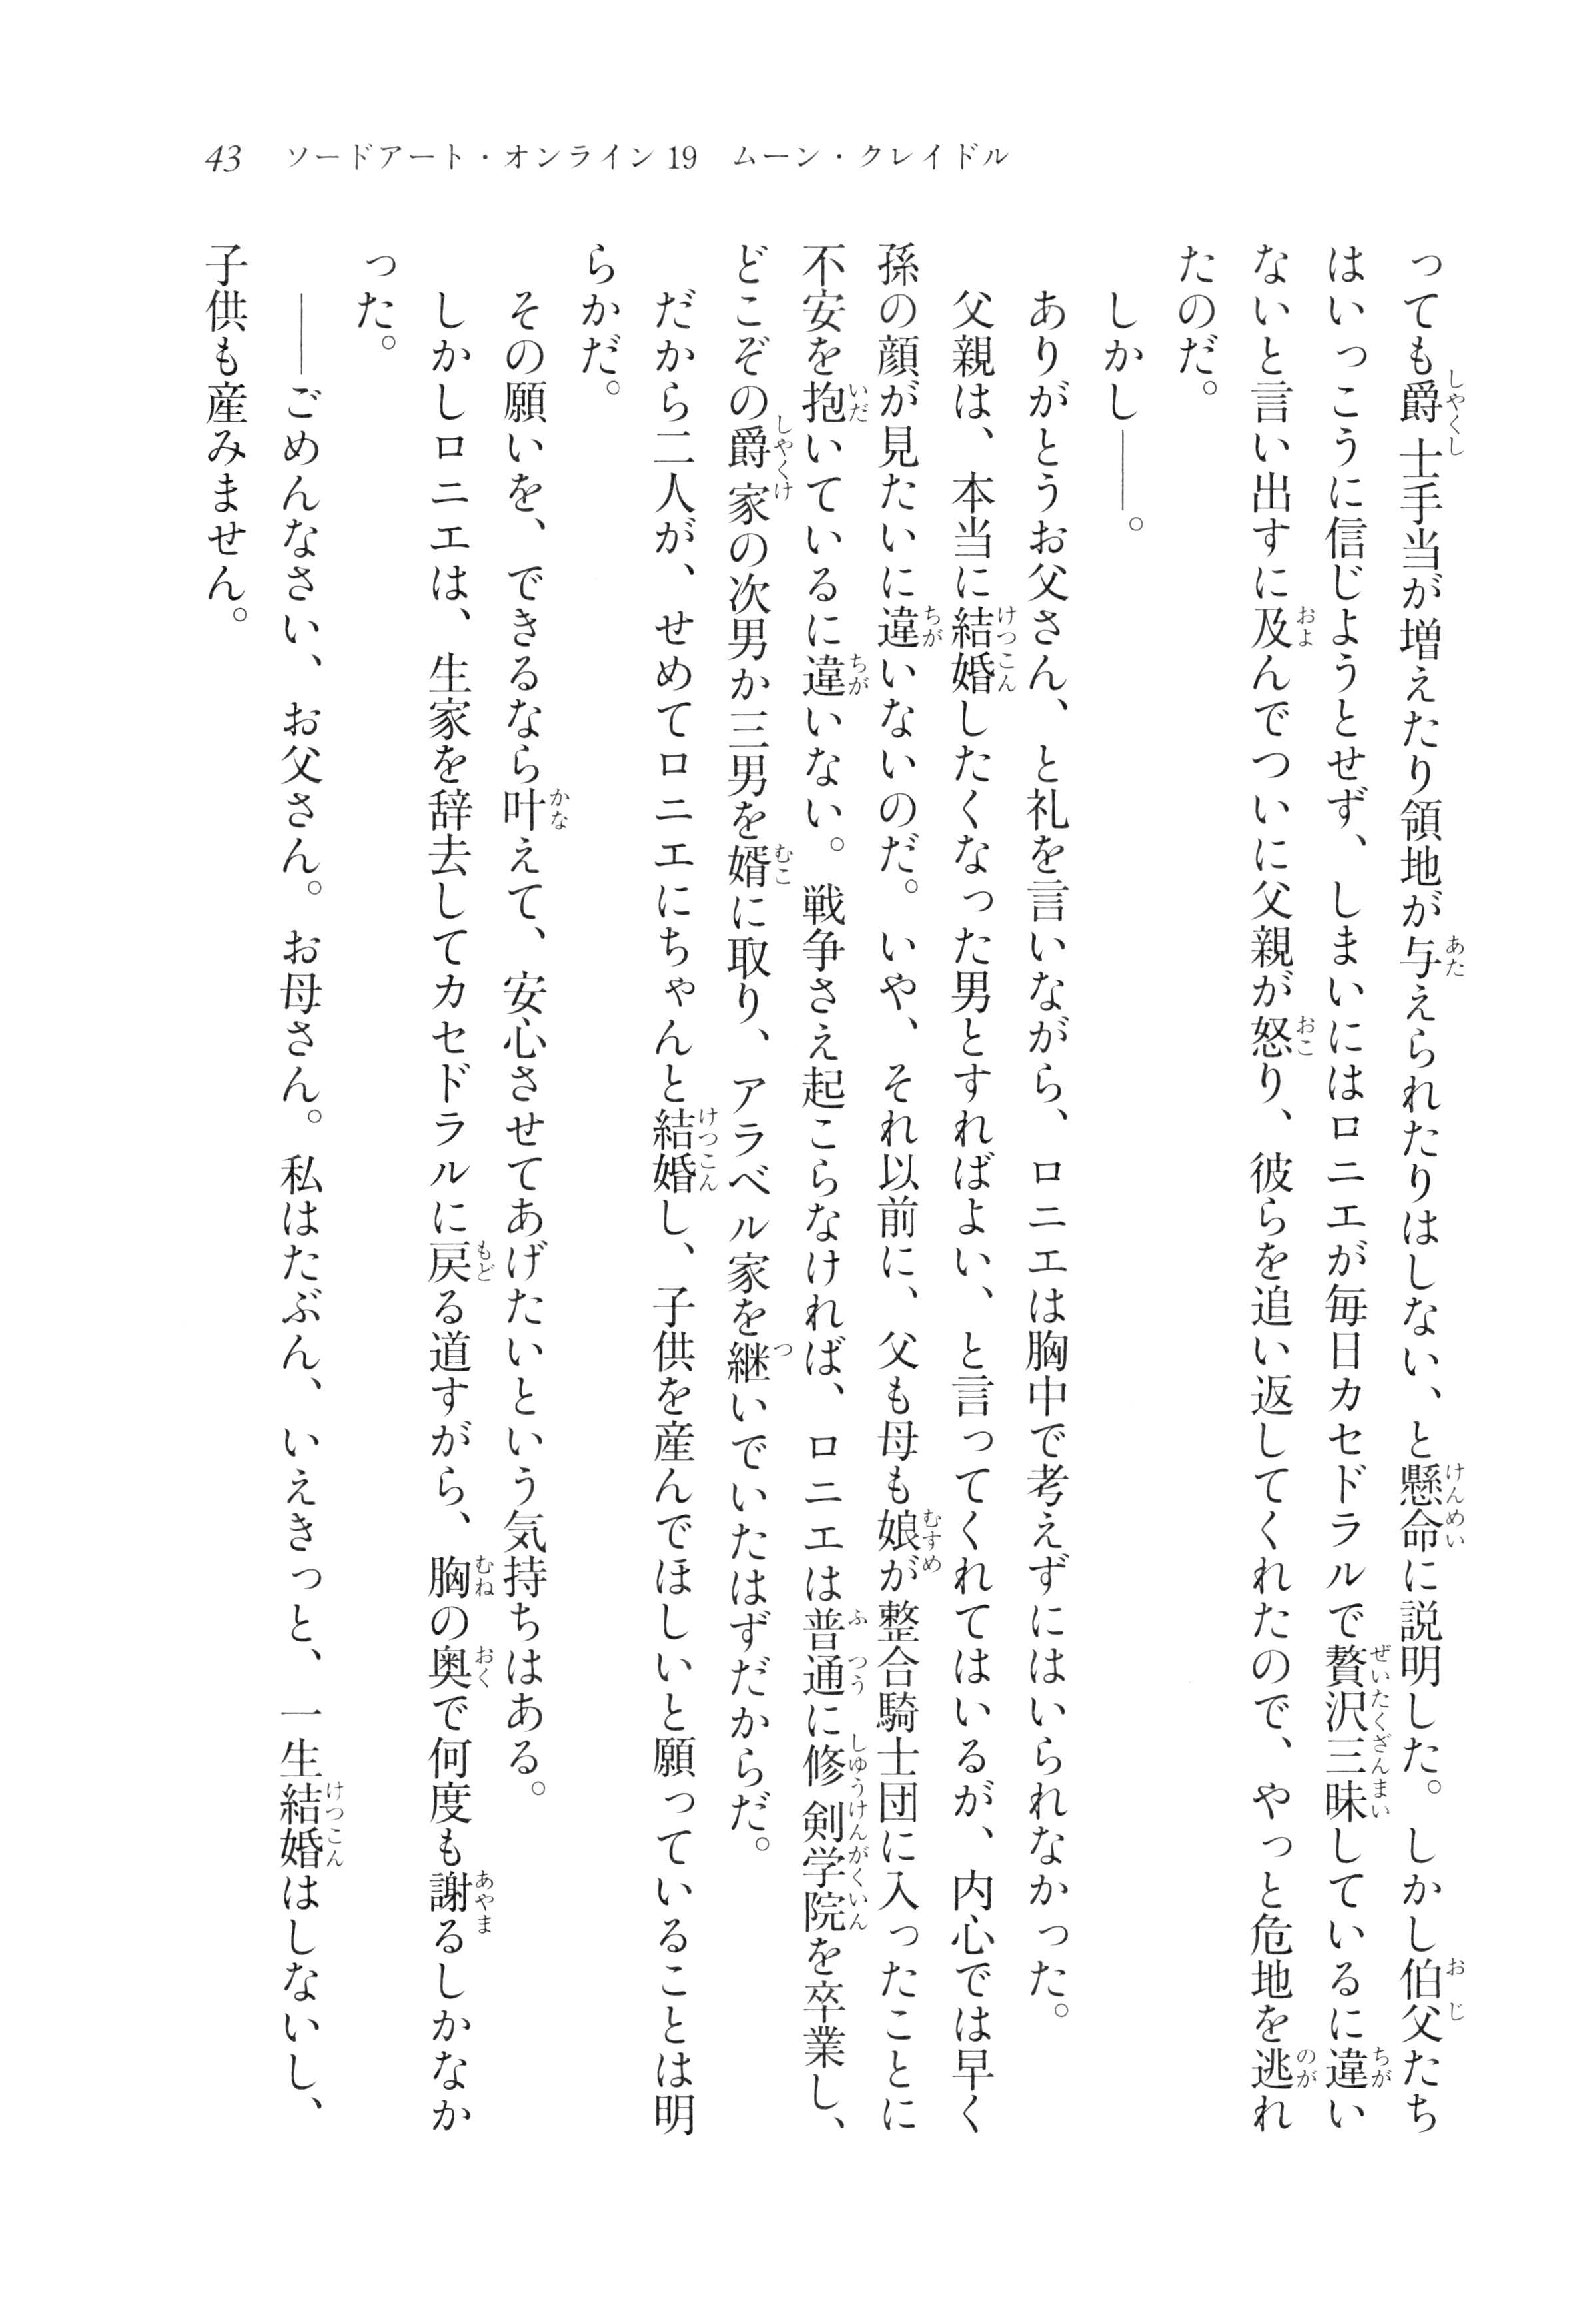 43 ソードアート・オンライン19 ムーン・クレイドル
っても爵士手当が増えたり領地が与えられたりはしない、と懸命に説明した。しかし伯父たち
はいっこうに信じようとせず、しまいにはロニエが毎日カセドラルで贅沢三昧しているに違い
ないと言い出すに及んでついに父親が怒り、彼らを追い返してくれたので、やっと危地を逃れ
たのだ。
しかし――。
ありがとうお父さん、と礼を言いながら、ロニエは胸中で考えずにはいられなかった。
父親は、本当に結婚したくなった男とすればよい、と言ってくれてはいるが、内心では早く
孫の顔が見たいに違いないのだ。いや、それ以前に、父も母も娘が整合騎士団に入ったことに
不安を抱いているに違いない。戦争さえ起こらなければ、ロニエは普通に修剣学院を卒業し、
どこぞの爵家の次男か三男を婿に取り、アラベル家を継いでいたはずだからだ。
だから二人が、せめてロニエにちゃんと結婚し、子供を産んでほしいと願っていることは明
らかだ。
その願いを、できるなら叶えて、安心させてあげたいという気持ちはある。
しかしロニエは、生家を辞去してカセドラルに戻る道すがら、胸の奥で何度も謝るしかなか
った。
――ごめんなさい、お父さん。お母さん。私はたぶん、いえきっと、一生結婚はしないし、
子供も産みません。